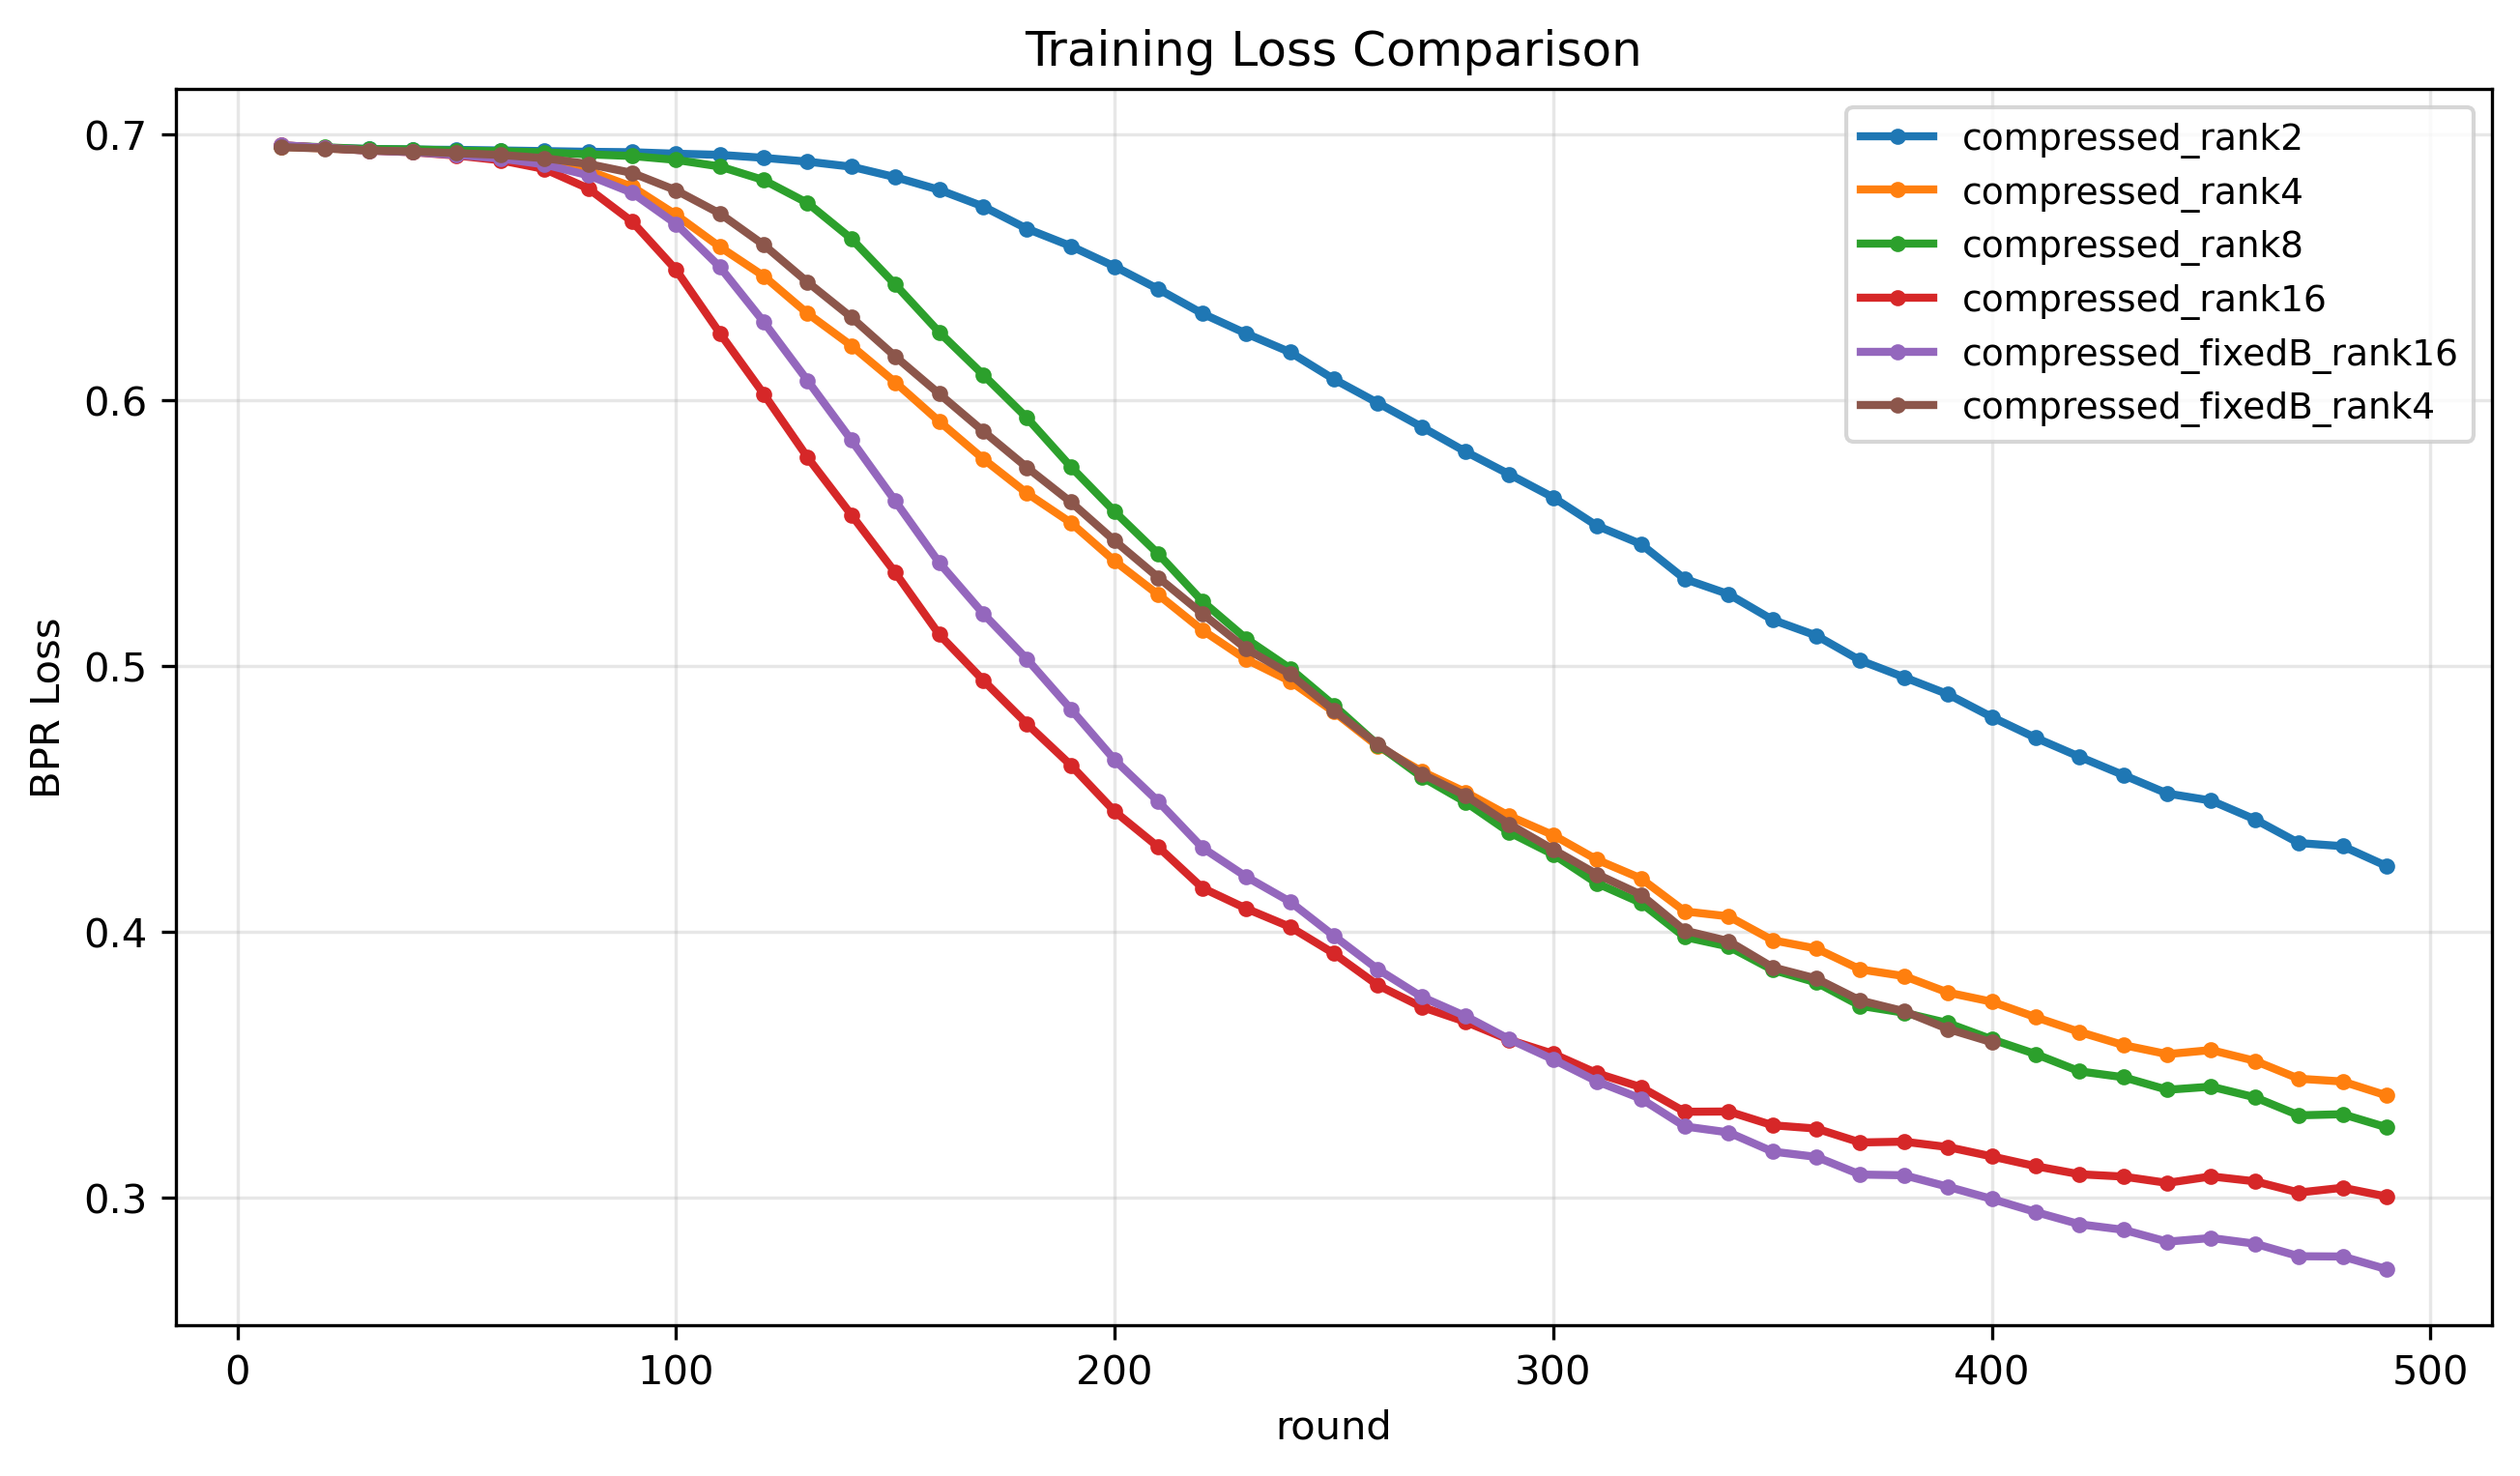 Training Loss Comparison
0.7
0.6
0.5
0.4
0.3
BPR Loss
0
100
200
300
400
500
round
compressed_rank2
compressed_rank4
compressed_rank8
compressed_rank16
compressed_fixedB_rank16
compressed_fixedB_rank4